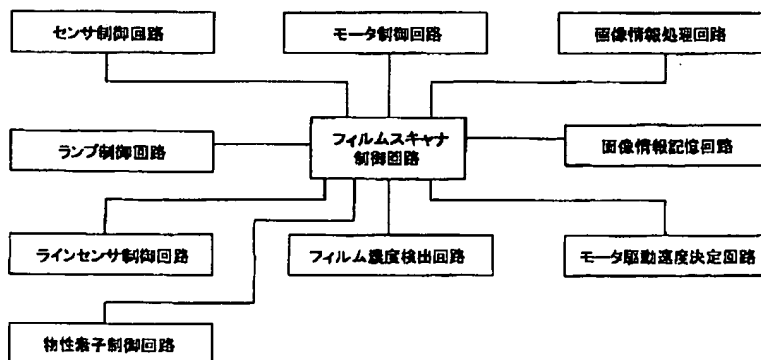 センサ制御回路
モータ制御回路
画像情報処理回路
ランプ制御回路
フィルムスキャナ
制御回路
画像情報記憶回路
ラインセンサ制御回路
フィルム濃度検出回路
モータ駆動速度決定回路
物性素子制御回路